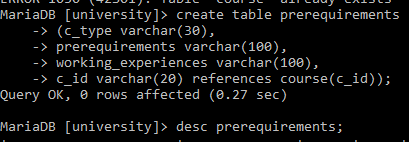 ERROR 1050 (42S01): Table 'course' already exists
MariaDB [university]> create table prerequirements
-> (c_type varchar(30),
-> prerequirements varchar(100),
-> working_experiences varchar(100),
-> c_id varchar(20) references course(c_id));
Query OK, 0 rows affected (0.27 sec)
MariaDB [university]> desc prerequirements;